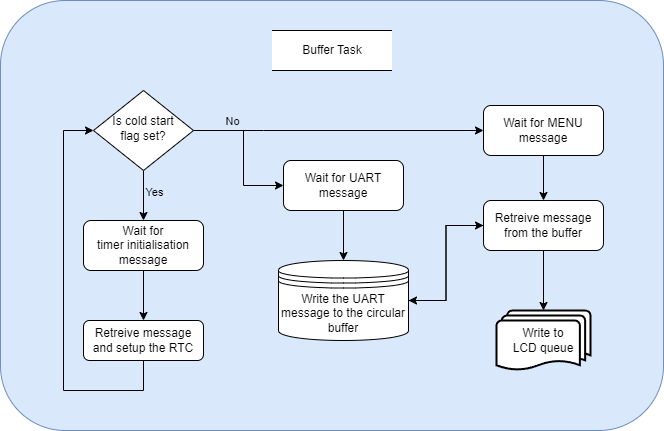 Buffer Task
Is cold start
flag set?
No
Yes
Wait for MENU
message
Wait for UART
message
Wait for
timer initialisation
message
Retreive message
from the buffer
Write the UART
message to the circular
buffer
Retreive message
and setup the RTC
Write to
LCD queue